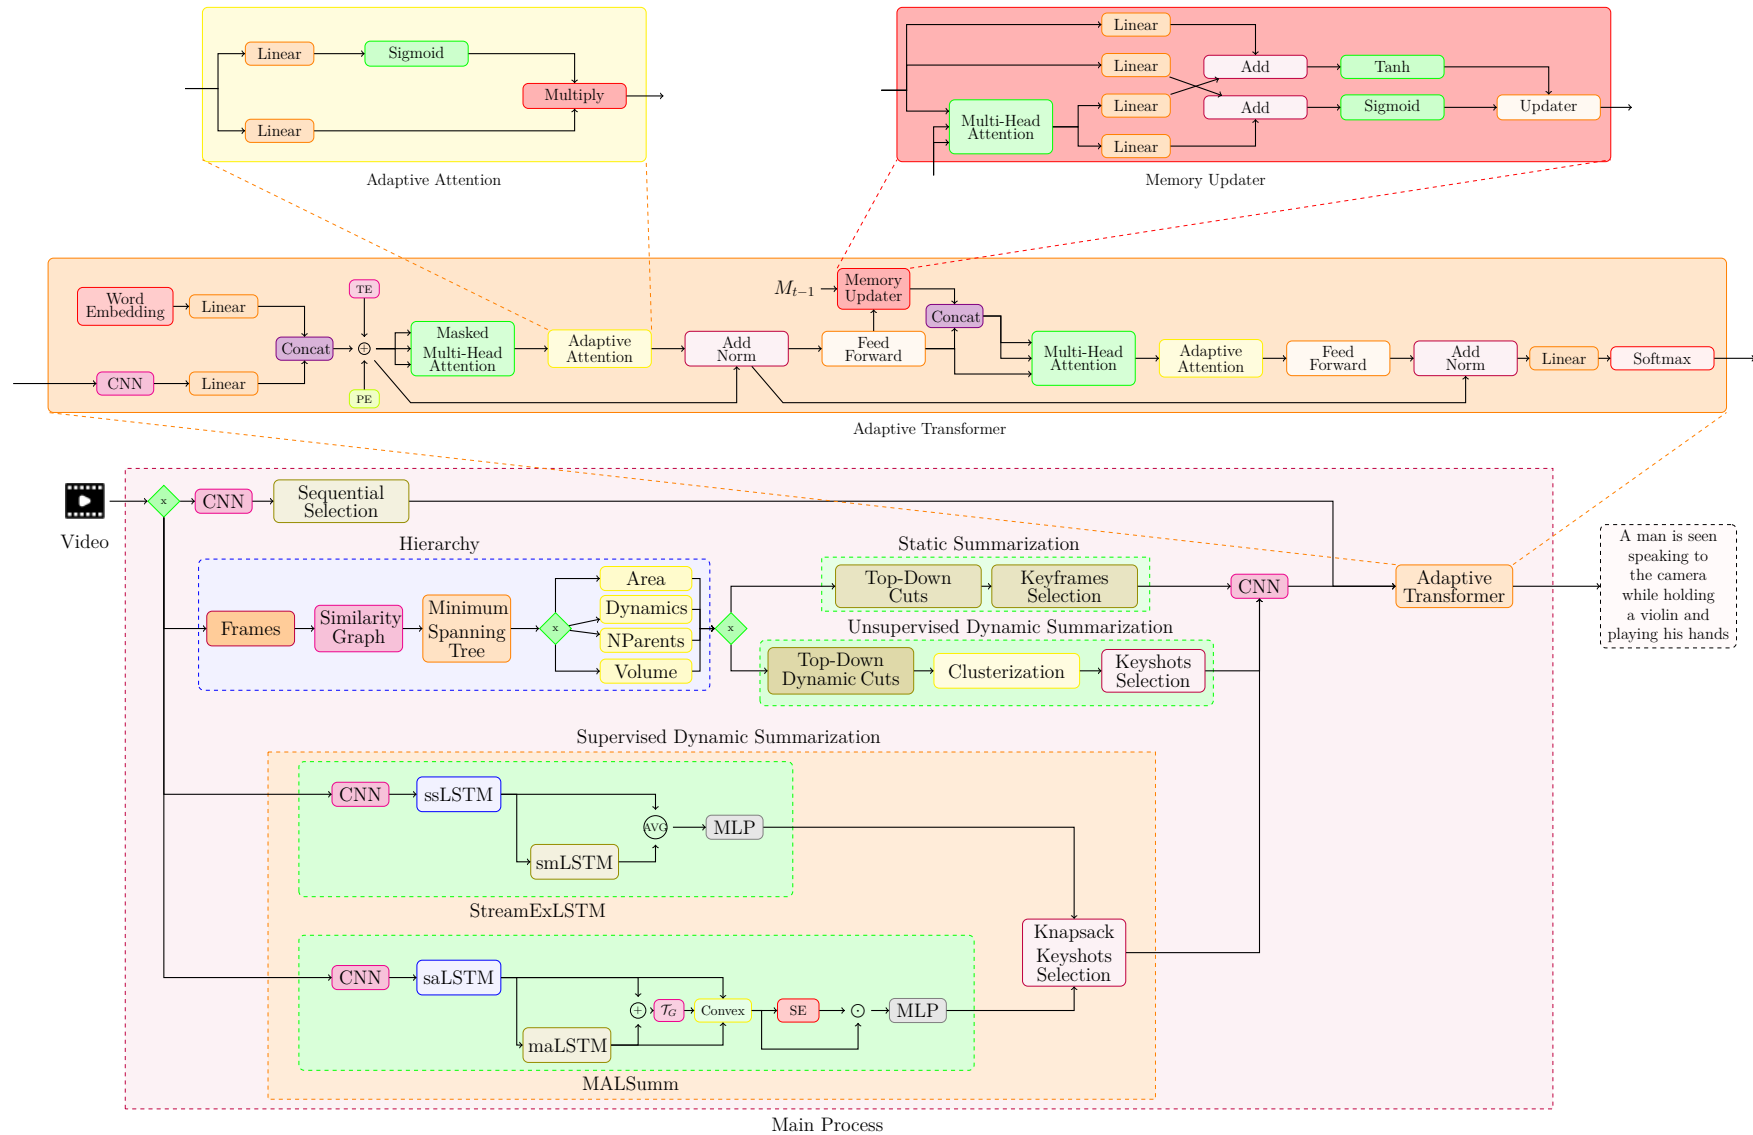 Linear
Sigmoid
Multiply
Linear
Adaptive Attention
Linear
Linear
Add
Tanh
Multi-Head
Attention
Linear
Add
Sigmoid
Updater
Linear
Memory Updater
Word
Embedding
Linear
TE
Concat
+
CNN
Linear
PE
Masked
Multi-Head
Attention
Adaptive
Attention
Add
Norm
M_{t−1}
Memory
Updater
Feed
Forward
Concat
Multi-Head
Attention
Adaptive
Attention
Feed
Forward
Add
Norm
Linear
Softmax
Adaptive Transformer
Video
x
CNN
Sequential
Selection
Hierarchy
Frames
Similarity
Graph
Minimum
Spanning
Tree
x
Area
Dynamics
NParents
Volume
x
Static Summarization
Top-Down
Cuts
Keyframes
Selection
Unsupervised Dynamic Summarization
Top-Down
Dynamic Cuts
Clusterization
Keyshots
Selection
CNN
Adaptive
Transformer
A man is seen
speaking to
the camera
while holding
a violin and
playing his hands
Supervised Dynamic Summarization
CNN
ssLSTM
smLSTM
AVG
MLP
StreamExLSTM
CNN
saLSTM
maLSTM
+
𝒯_G
Convex
SE
⊙
MLP
MALSumm
Knapsack
Keyshots
Selection
Main Process